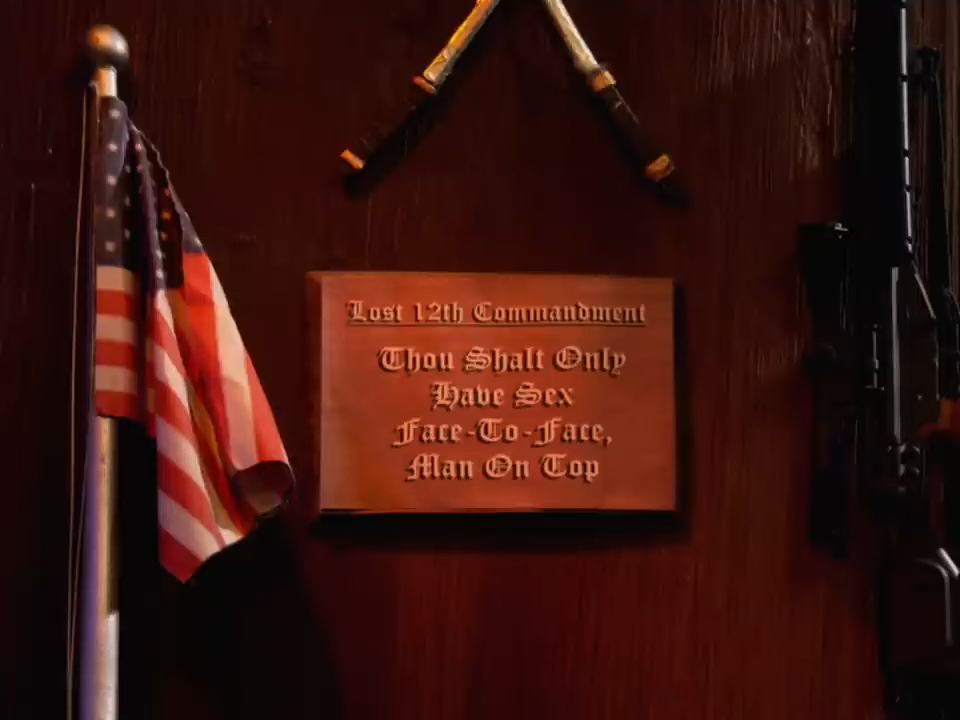 Lost 12th Commandment
Thou Shalt Only
Have Sex
Face-To-Face,
Man On Top